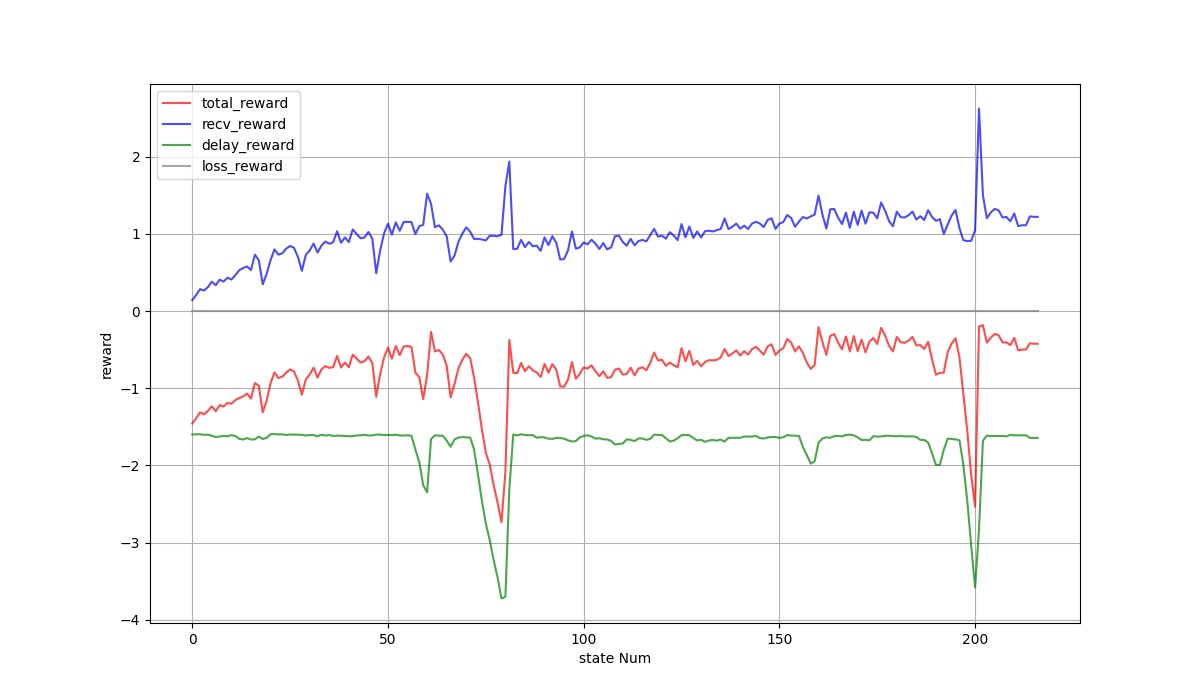 total_reward
recv_reward
delay_reward
loss_reward
2
1
0
−1
−2
−3
−4
reward
0 50 100 150 200
state Num